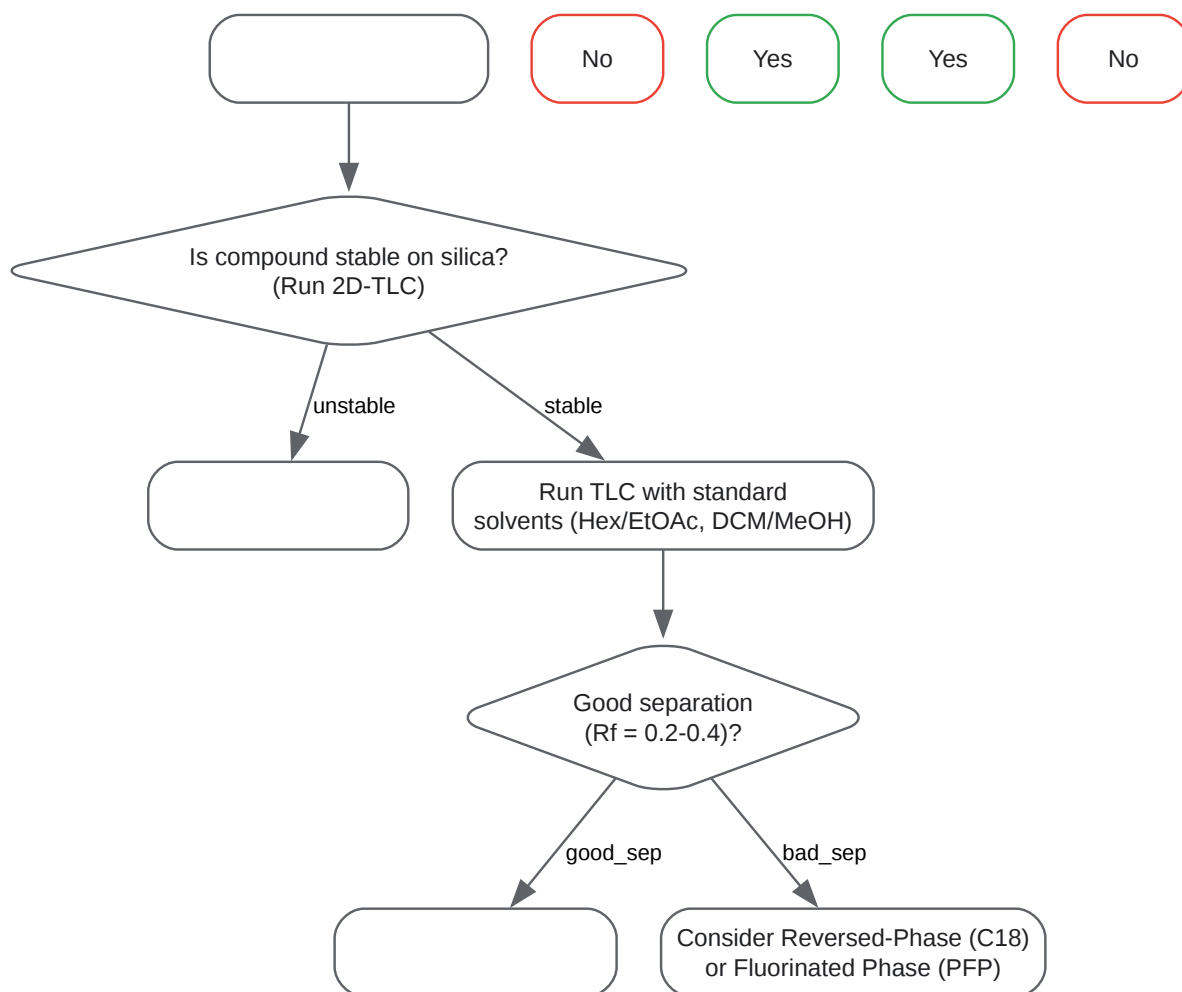 No
Yes
Yes
No
Is compound stable on silica?
(Run 2D-TLC)
unstable
stable
Run TLC with standard
solvents (Hex/EtOAc, DCM/MeOH)
Good separation
(Rf = 0.2-0.4)?
good_sep
bad_sep
Consider Reversed-Phase (C18)
or Fluorinated Phase (PFP)